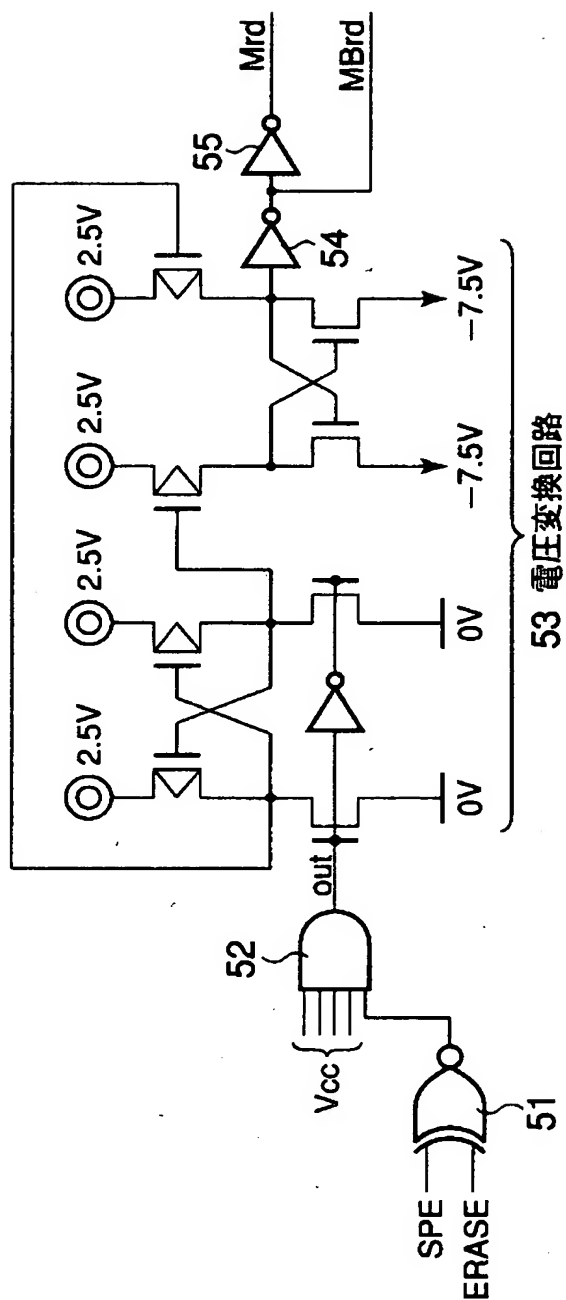 SPE
ERASE
51
Vcc
52
out
2.5V
2.5V
2.5V
2.5V
0V
0V
-7.5V
-7.5V
54
55
Mrd
MBrd
53 電圧変換回路